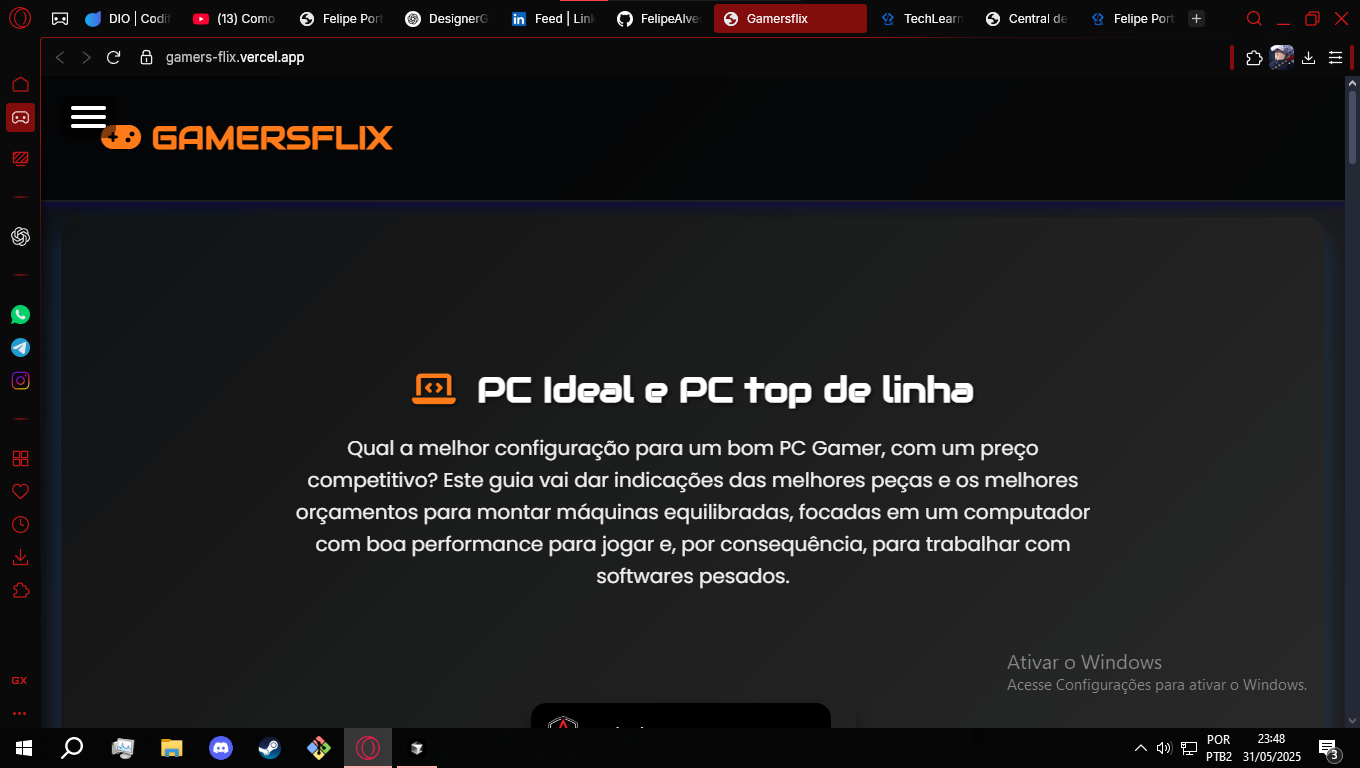 DIO | Codif
(13) Como
Felipe Port
DesignerG
Feed | Link
FelipeAlves
Gamersflix
TechLearn
Central de
Felipe Port
gamers-flix.vercel.app
GAMERSFLIX
PC Ideal e PC top de linha
Qual a melhor configuração para um bom PC Gamer, com um preço
competitivo? Este guia vai dar indicações das melhores peças e os melhores
orçamentos para montar máquinas equilibradas, focadas em um computador
com boa performance para jogar e, por consequência, para trabalhar com
softwares pesados.
Ativar o Windows
Acesse Configurações para ativar o Windows.
GX
POR
PTB2
23:48
31/05/2025
3